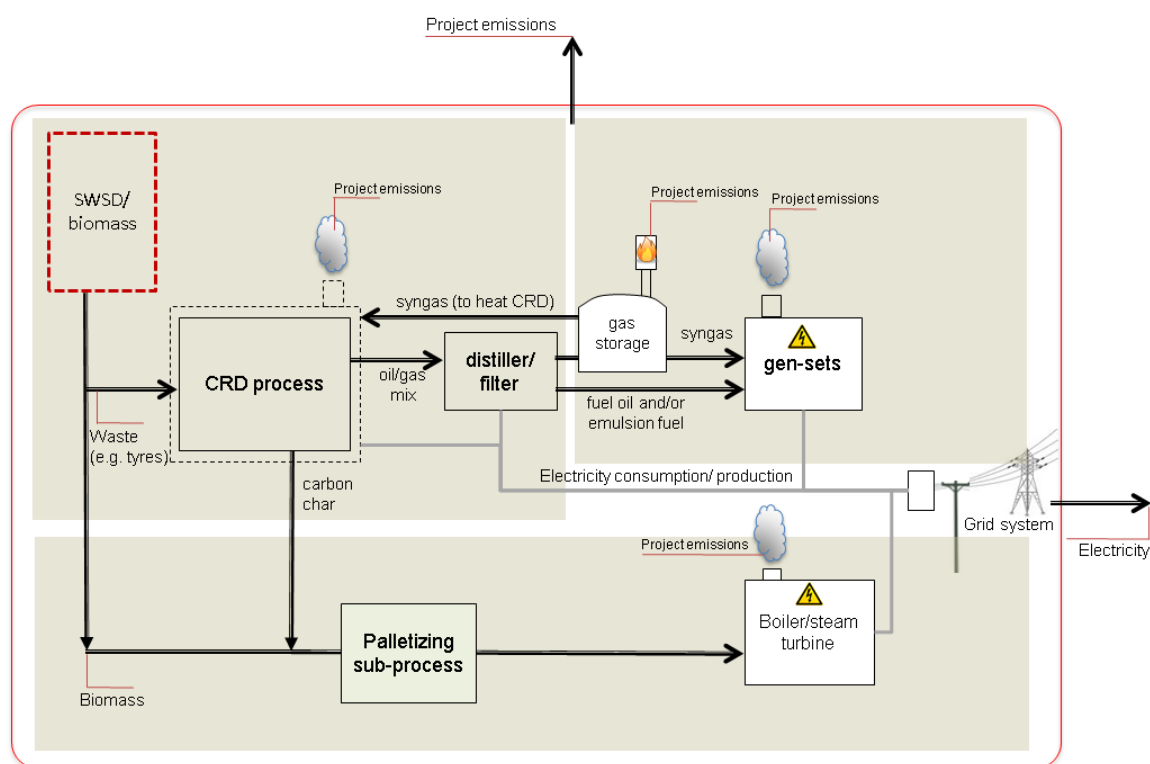 Project emissions
SWSD/
biomass
Project emissions
Project emissions
Project emissions
syngas (to heat CRD)
gas
storage
syngas
gen-sets
CRD process
oil/gas
mix
distiller/
filter
fuel oil and/or
emulsion fuel
Waste
(e.g. tyres)
carbon
char
Electricity consumption/ production
Grid system
Electricity
Project emissions
Boiler/steam
turbine
Palletizing
sub-process
Biomass